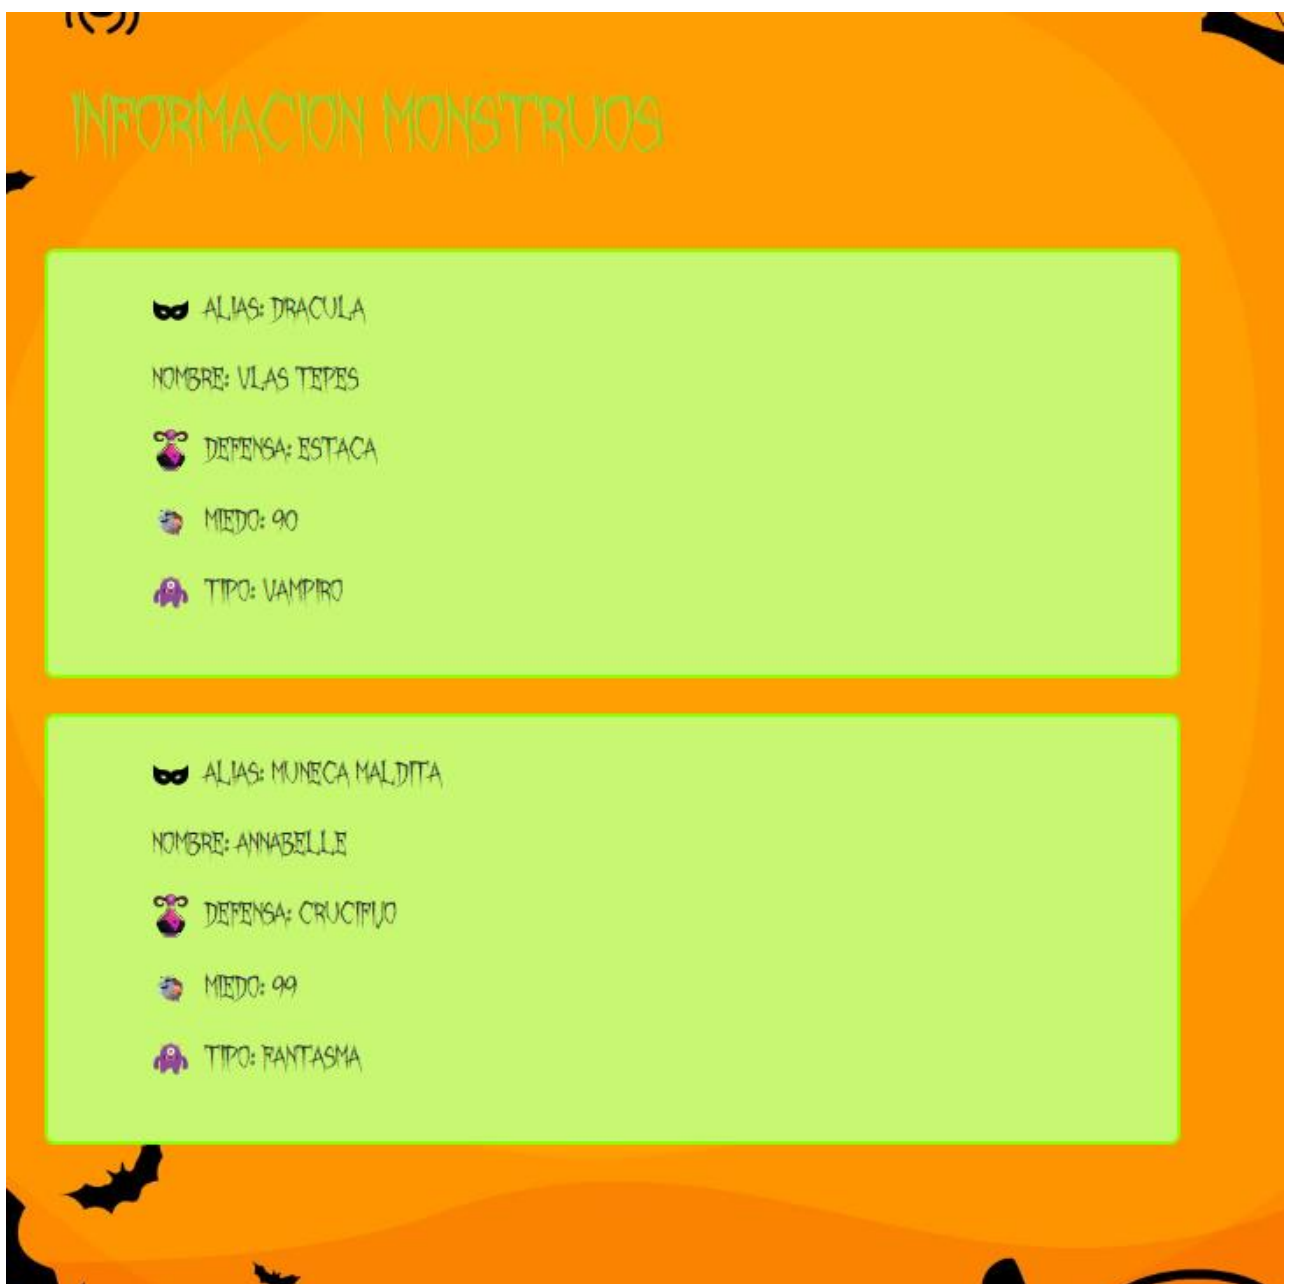 INFORMACION MONSTRUOS
ALIAS: DRACULA
NOMBRE: VLAS TEPES
DEFENSA: ESTACA
MIEDO: 90
TIPO: VAMPIRO
ALIAS: MUNECA MALDITA
NOMBRE: ANNABELLE
DEFENSA: CRUCIFIJO
MIEDO: 99
TIPO: FANTASMA